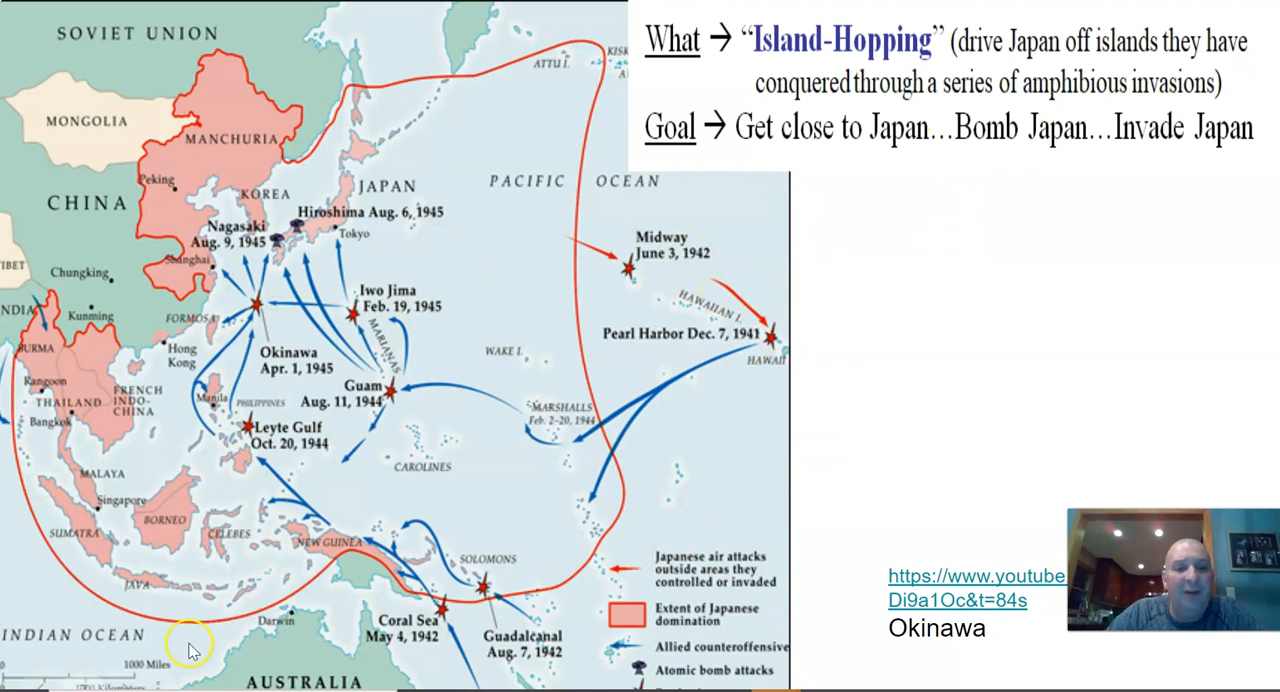 What → “Island-Hopping” (drive Japan off islands they have
conquered through a series of amphibious invasions)
Goal → Get close to Japan…Bomb Japan…Invade Japan
SOVIET UNION
ATTU I.
KISK
A
MONGOLIA
MANCHURIA
Peking
KOREA
JAPAN
PACIFIC OCEAN
CHINA
Hiroshima Aug. 6, 1945
Nagasaki
Aug. 9, 1945
Tokyo
Midway
June 3, 1942
Shanghai
TIBET
Chungking
Iwo Jima
Feb. 19, 1945
HAWAIIAN I.
INDIA
Kunming
FORMOSA
MARIANAS
Pearl Harbor Dec. 7, 1941
HAWAII
BURMA
Hong
Kong
Okinawa
Apr. 1, 1945
WAKE I.
Rangoon
FRENCH
INDO-
CHINA
THAILAND
Manila
PHILIPPINES
Guam
Aug. 11, 1944
MARSHALLS
Feb. 2–20, 1944
Bangkok
Leyte Gulf
Oct. 20, 1944
CAROLINES
MALAYA
Singapore
BORNEO
SUMATRA
CELEBES
NEW GUINEA
SOLOMONS
JAVA
Japanese air attacks
outside areas they
controlled or invaded
Extent of Japanese
domination
Darwin
Coral Sea
May 4, 1942
Guadalcanal
Aug. 7, 1942
INDIAN OCEAN
Allied counteroffensive
0 1000 Miles
Atomic bomb attacks
AUSTRALIA
https://www.youtube
Di9a1Oc&t=84s
Okinawa